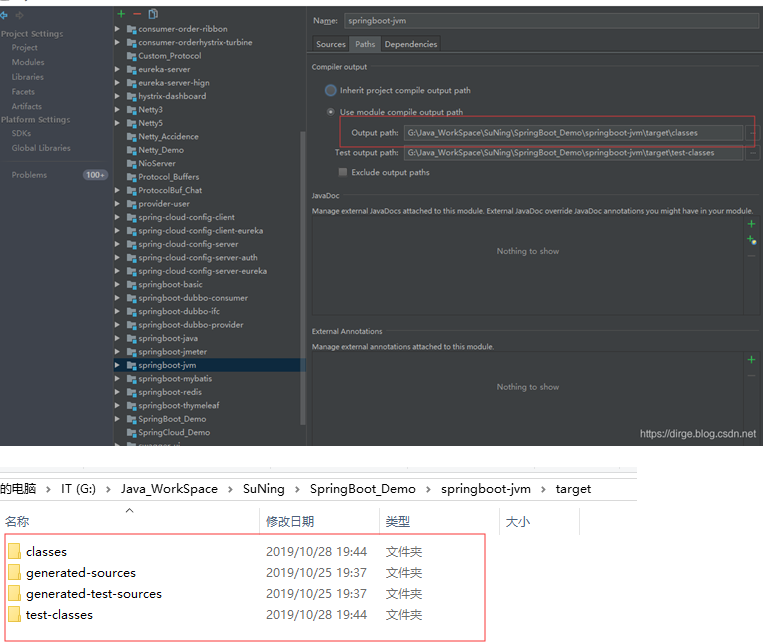 Name: springboot-jvm
Project Settings
Project
Modules
Libraries
Facets
Artifacts
Platform Settings
SDKs
Global Libraries
Problems 100+
consumer-order-ribbon
consumer-orderhystrix-turbine
Custom_Protocol
eureka-server
eureka-server-hign
hystrix-dashboard
Netty3
Netty5
Netty_Accidence
Netty_Demo
NioServer
Protocol_Buffers
ProtocolBuf_Chat
provider-user
spring-cloud-config-client
spring-cloud-config-client-eureka
spring-cloud-config-server
spring-cloud-config-server-auth
spring-cloud-config-server-eureka
springboot-basic
springboot-dubbo-consumer
springboot-dubbo-ifc
springboot-dubbo-provider
springboot-java
springboot-jmeter
springboot-jvm
springboot-mybatis
springboot-redis
springboot-thymeleaf
SpringBoot_Demo
SpringCloud_Demo
Sources Paths Dependencies
Compiler output
Inherit project compile output path
Use module compile output path
Output path: G:\Java_WorkSpace\SuNing\SpringBoot_Demo\springboot-jvm\target\classes
Test output path: G:\Java_WorkSpace\SuNing\SpringBoot_Demo\springboot-jvm\target\test-classes
Exclude output paths
JavaDoc
Manage external JavaDocs attached to this module. External JavaDoc override JavaDoc annotations you might have in your module.
Nothing to show
External Annotations
Manage external annotations attached to this module.
Nothing to show
https://dirge.blog.csdn.net
的电脑 › IT (G:) › Java_WorkSpace › SuNing › SpringBoot_Demo › springboot-jvm › target
名称 修改日期 类型 大小
classes 2019/10/28 19:44 文件夹
generated-sources 2019/10/25 19:37 文件夹
generated-test-sources 2019/10/25 19:37 文件夹
test-classes 2019/10/28 19:44 文件夹